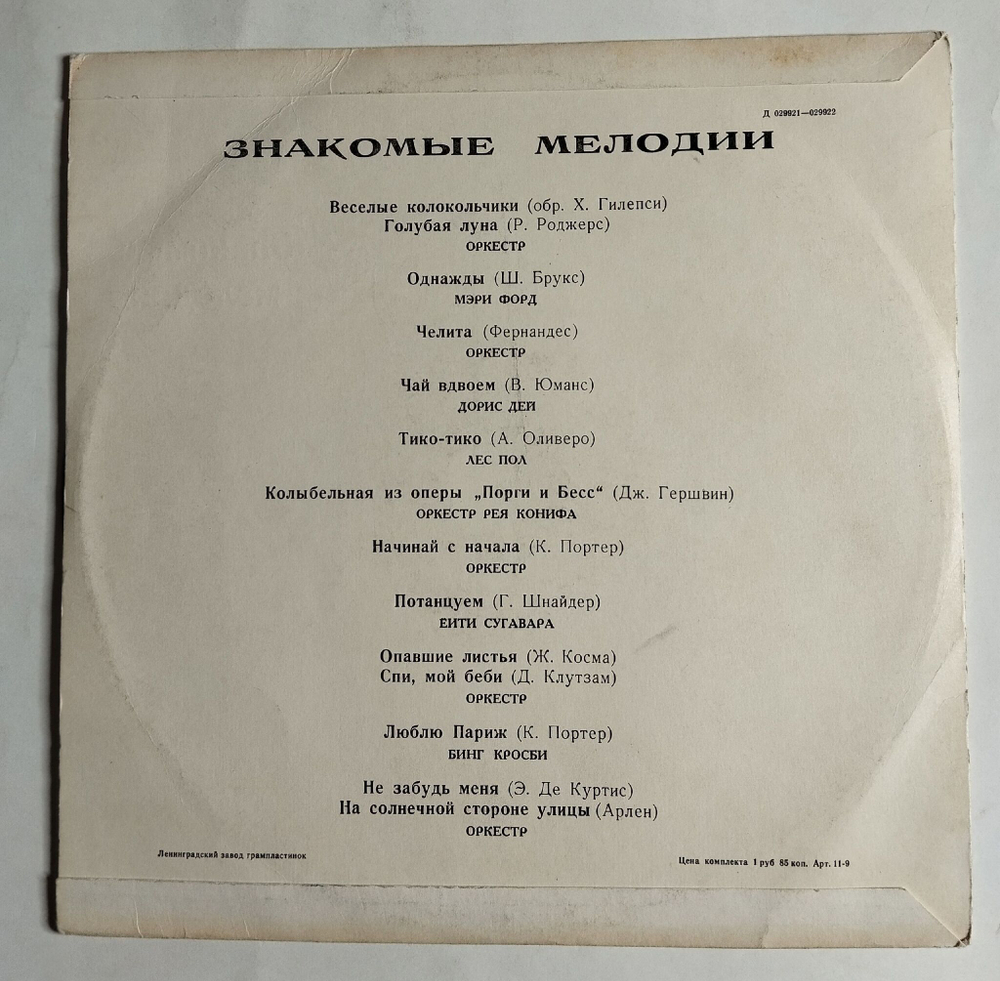 Д 029921—029922
ЗНАКОМЫЕ МЕЛОДИИ
Веселые колокольчики (обр. Х. Гилепси)
Голубая луна (Р. Роджерс)
ОРКЕСТР
Однажды (Ш. Брукс)
МЭРИ ФОРД
Челита (Фернандес)
ОРКЕСТР
Чай вдвоем (В. Юманс)
ДОРИС ДЕЙ
Тико-тико (А. Оливеро)
ЛЕС ПОЛ
Колыбельная из оперы „Порги и Бесс“ (Дж. Гершвин)
ОРКЕСТР РЕЯ КОНИФА
Начинай с начала (К. Портер)
ОРКЕСТР
Потанцуем (Г. Шнайдер)
ЕИТИ СУГАВАРА
Опавшие листья (Ж. Косма)
Спи, мой беби (Д. Клутзам)
ОРКЕСТР
Люблю Париж (К. Портер)
БИНГ КРОСБИ
Не забудь меня (Э. Де Куртис)
На солнечной стороне улицы (Арлен)
ОРКЕСТР
Ленинградский завод грампластинок
Цена комплекта 1 руб 85 коп. Арт. 11-9